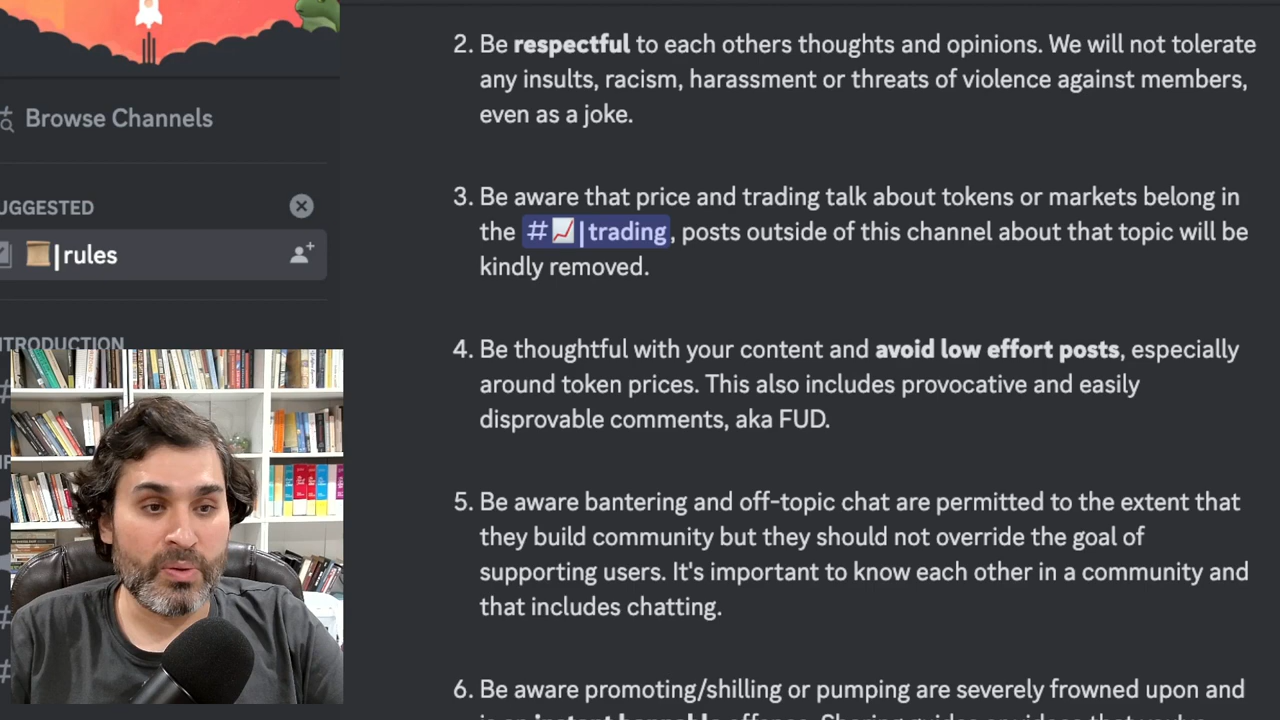 Browse Channels
UGGESTED
|rules
NTRODUCTION
2. Be respectful to each others thoughts and opinions. We will not tolerate
any insults, racism, harassment or threats of violence against members,
even as a joke.
3. Be aware that price and trading talk about tokens or markets belong in
the # |trading, posts outside of this channel about that topic will be
kindly removed.
4. Be thoughtful with your content and avoid low effort posts, especially
around token prices. This also includes provocative and easily
disprovable comments, aka FUD.
5. Be aware bantering and off-topic chat are permitted to the extent that
they build community but they should not override the goal of
supporting users. It's important to know each other in a community and
that includes chatting.
6. Be aware promoting/shilling or pumping are severely frowned upon and